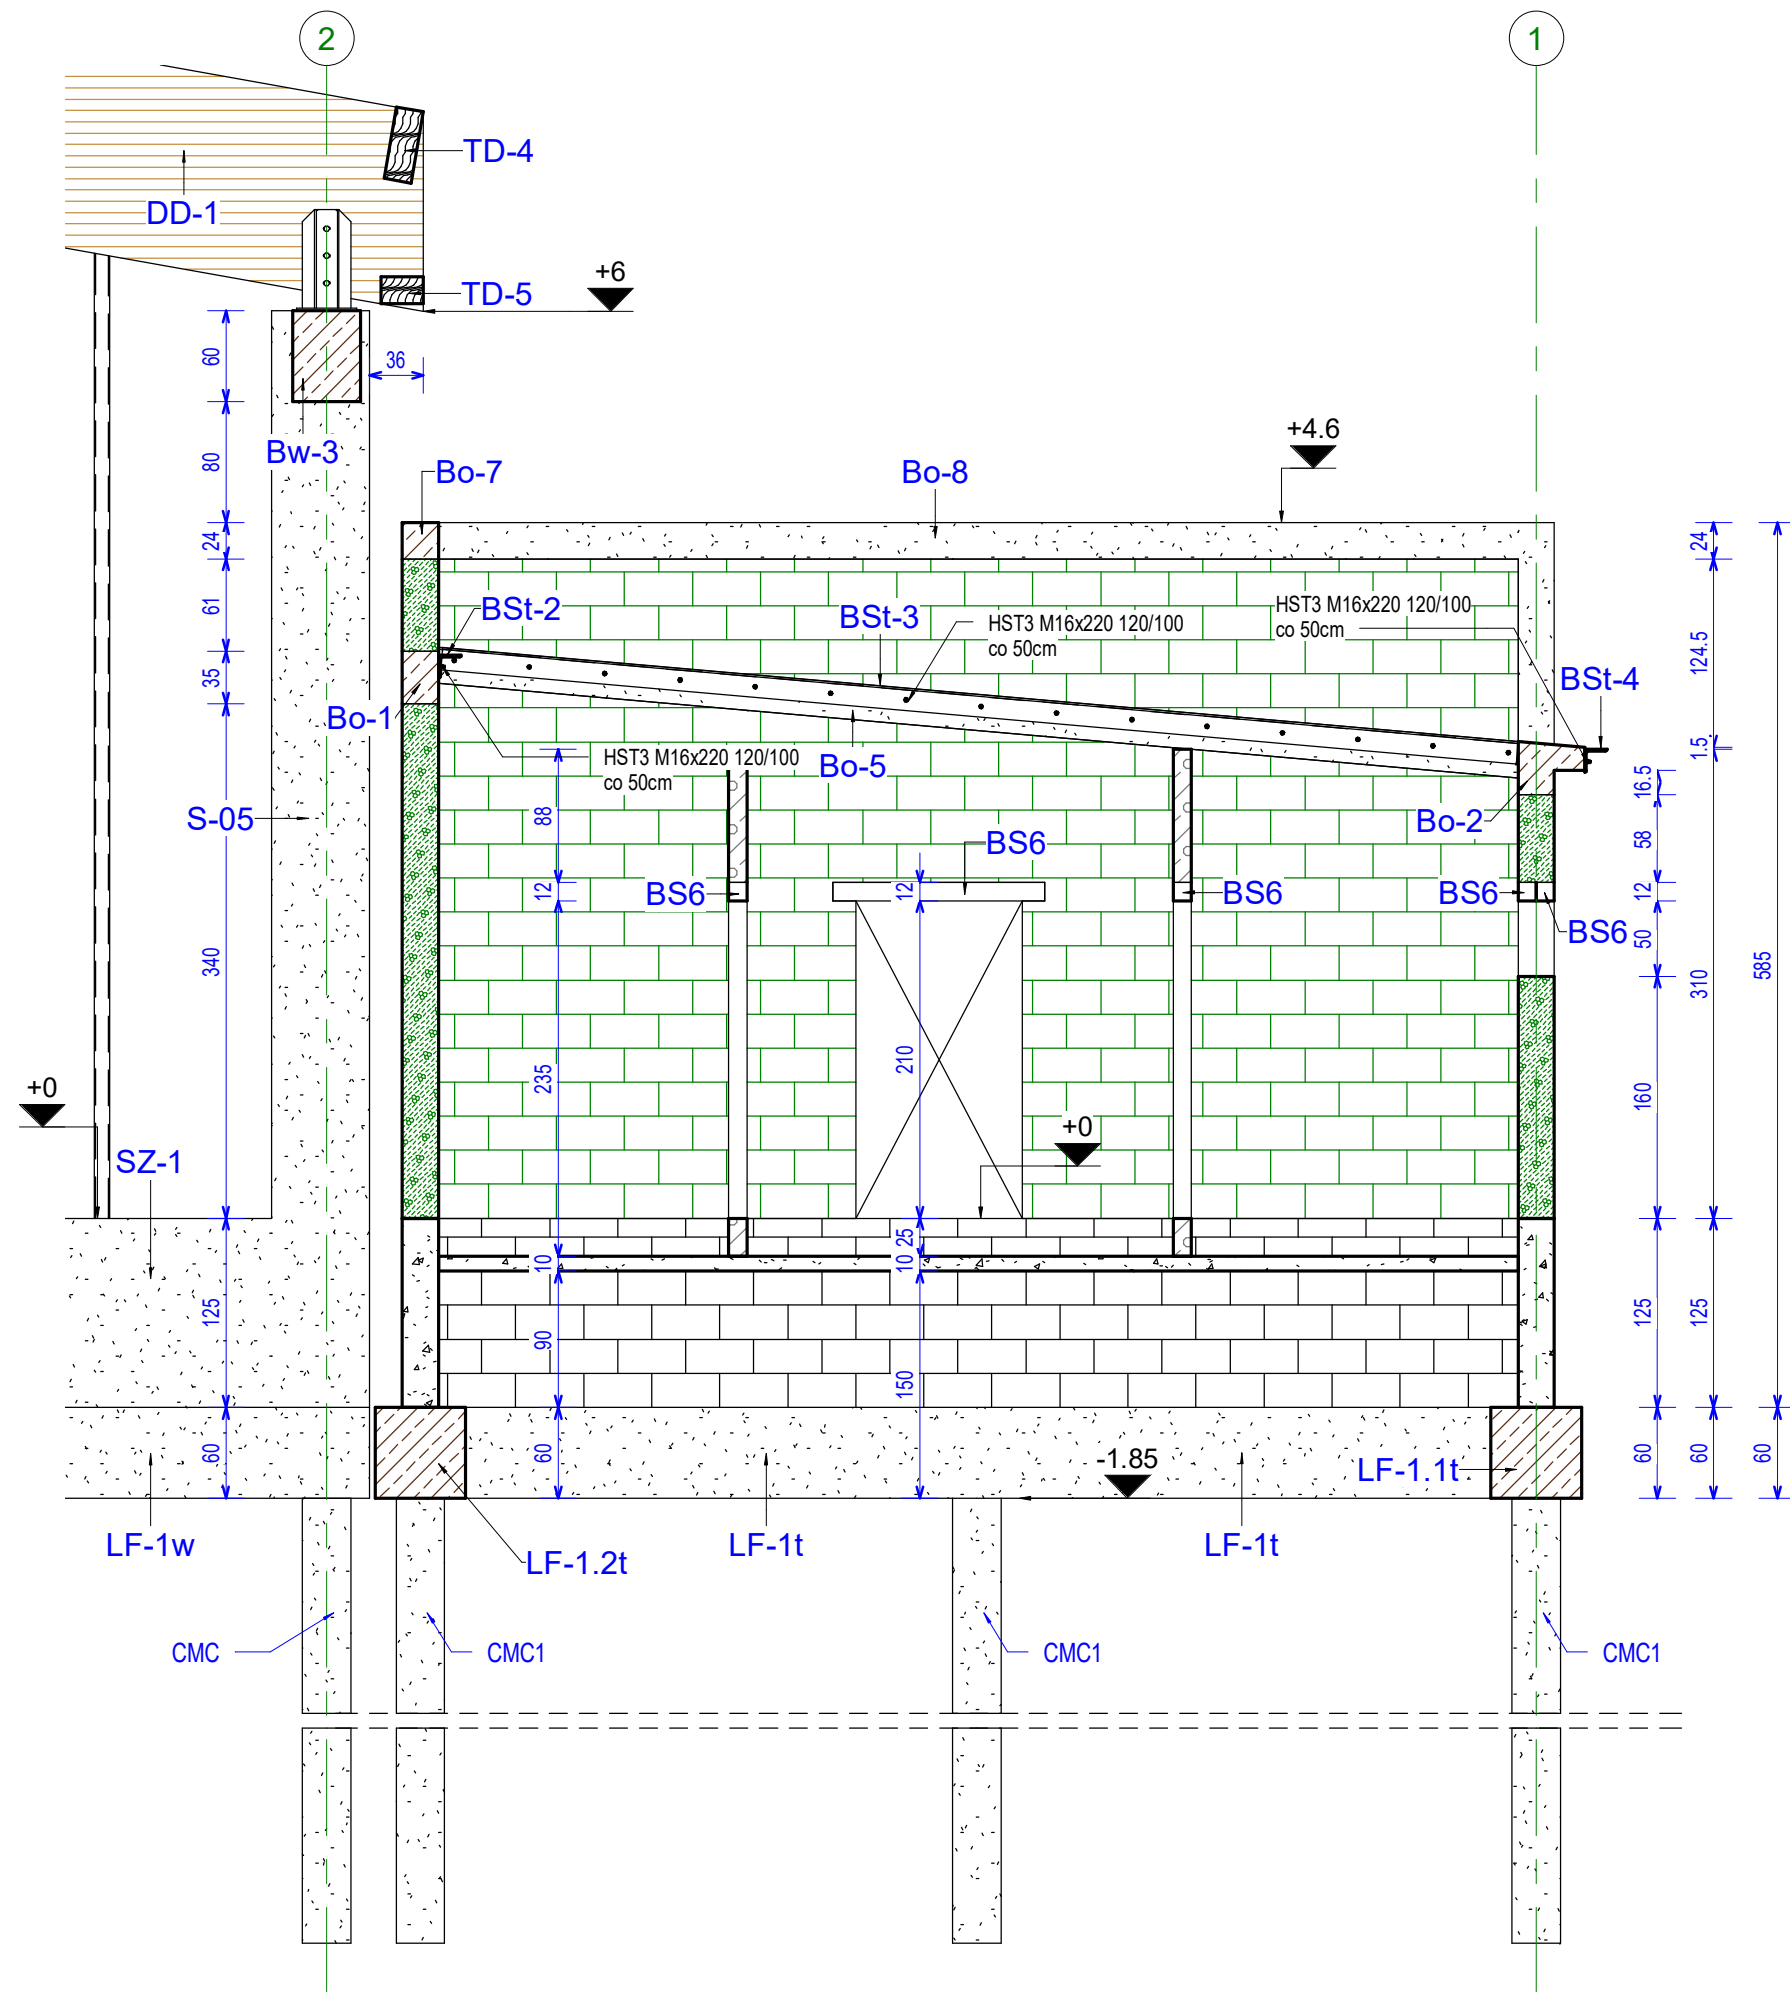 2
1
TD-4
DD-1
TD-5
+6
60
36
Bw-3
80
+4.6
Bo-7
Bo-8
24
24
61
BSt-2
BSt-3
HST3 M16x220 120/100
co 50cm
HST3 M16x220 120/100
co 50cm
124.5
35
BSt-4
Bo-1
HST3 M16x220 120/100
co 50cm
Bo-5
1.5
16.5
S-05
88
Bo-2
58
BS6
12
BS6
12
BS6
BS6
12
BS6
50
340
310
585
235
210
160
+0
+0
SZ-1
25
10
10
125
90
150
125
125
60
60
-1.85
LF-1.1t
60
60
60
LF-1w
LF-1.2t
LF-1t
LF-1t
CMC
CMC1
CMC1
CMC1